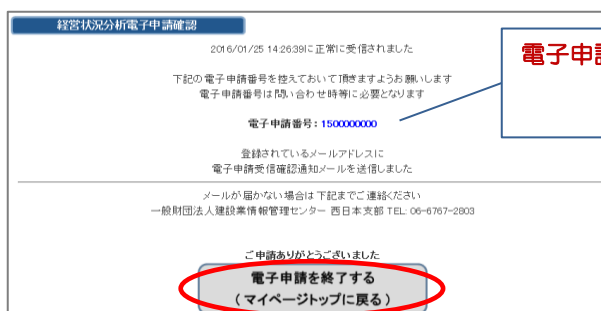 経営状況分析電子申請確認
2016/01/25 14:26:39に正常に受信されました
下記の電子申請番号を控えておいて頂きますようお願いします
電子申請番号は問い合わせ時等に必要となります
電子申請番号：1500000000
電子申
登録されているメールアドレスに
電子申請受信確認通知メールを送信しました
メールが届かない場合は下記までご連絡ください
一般財団法人建設業情報管理センター 西日本支部 TEL: 06-6767-2803
ご申請ありがとうございました
電子申請を終了する
（マイページトップに戻る）